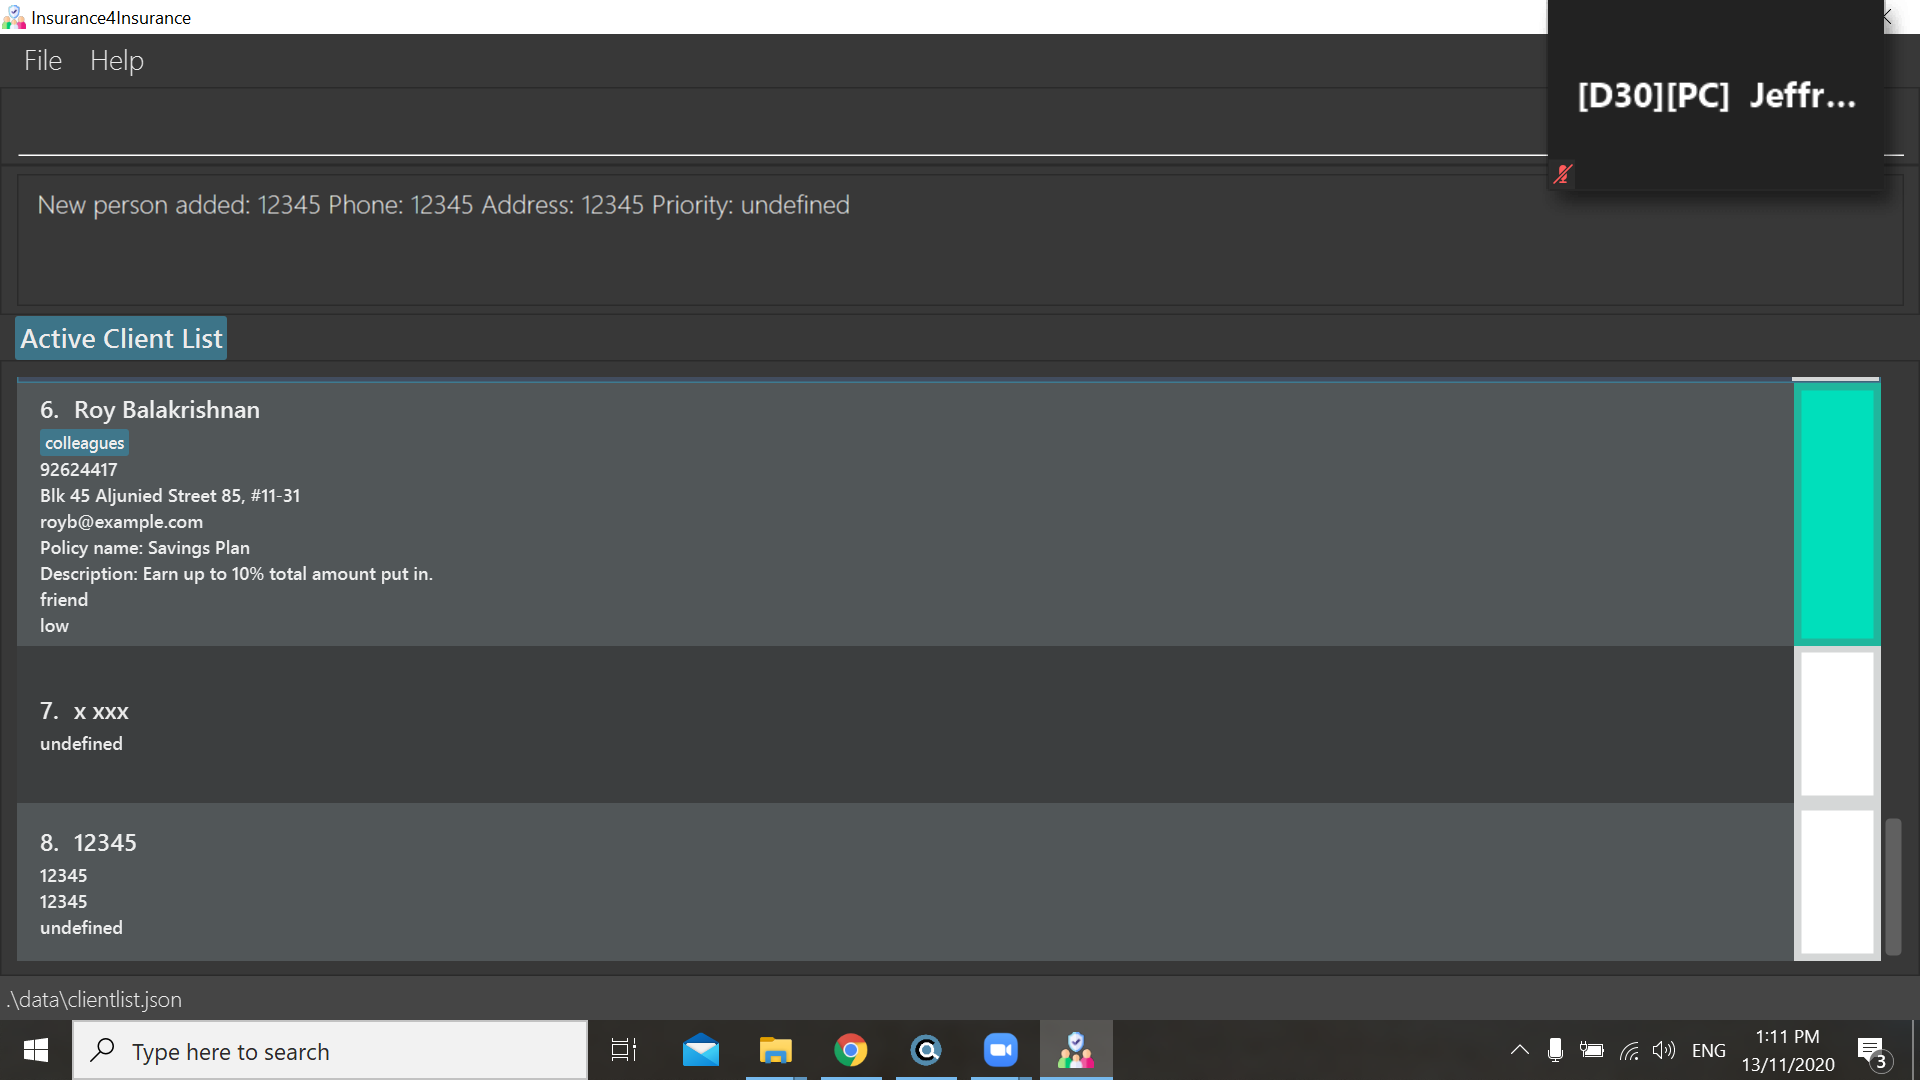 Insurance4Insurance
File Help
[D30][PC] Jeffr...
New person added: 12345 Phone: 12345 Address: 12345 Priority: undefined
Active Client List
6. Roy Balakrishnan
colleagues
92624417
Blk 45 Aljunied Street 85, #11-31
royb@example.com
Policy name: Savings Plan
Description: Earn up to 10% total amount put in.
friend
low
7. x xxx
undefined
8. 12345
12345
12345
undefined
.\data\clientlist.json
Type here to search
ENG
1:11 PM
13/11/2020
3